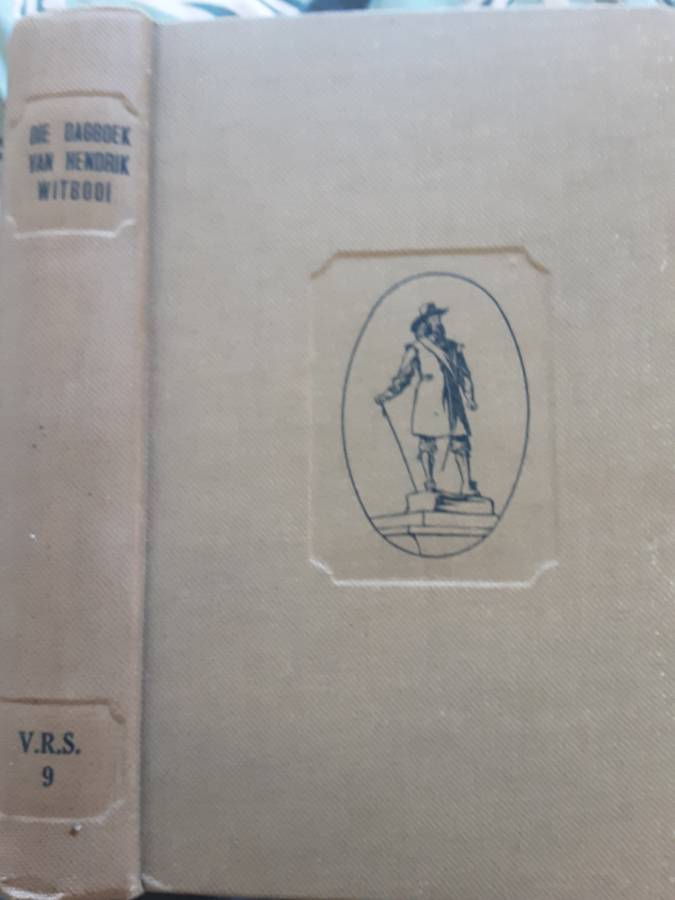 DIE DAGBOEK
VAN HENDRIK
WITBOOI
V.R.S.
9